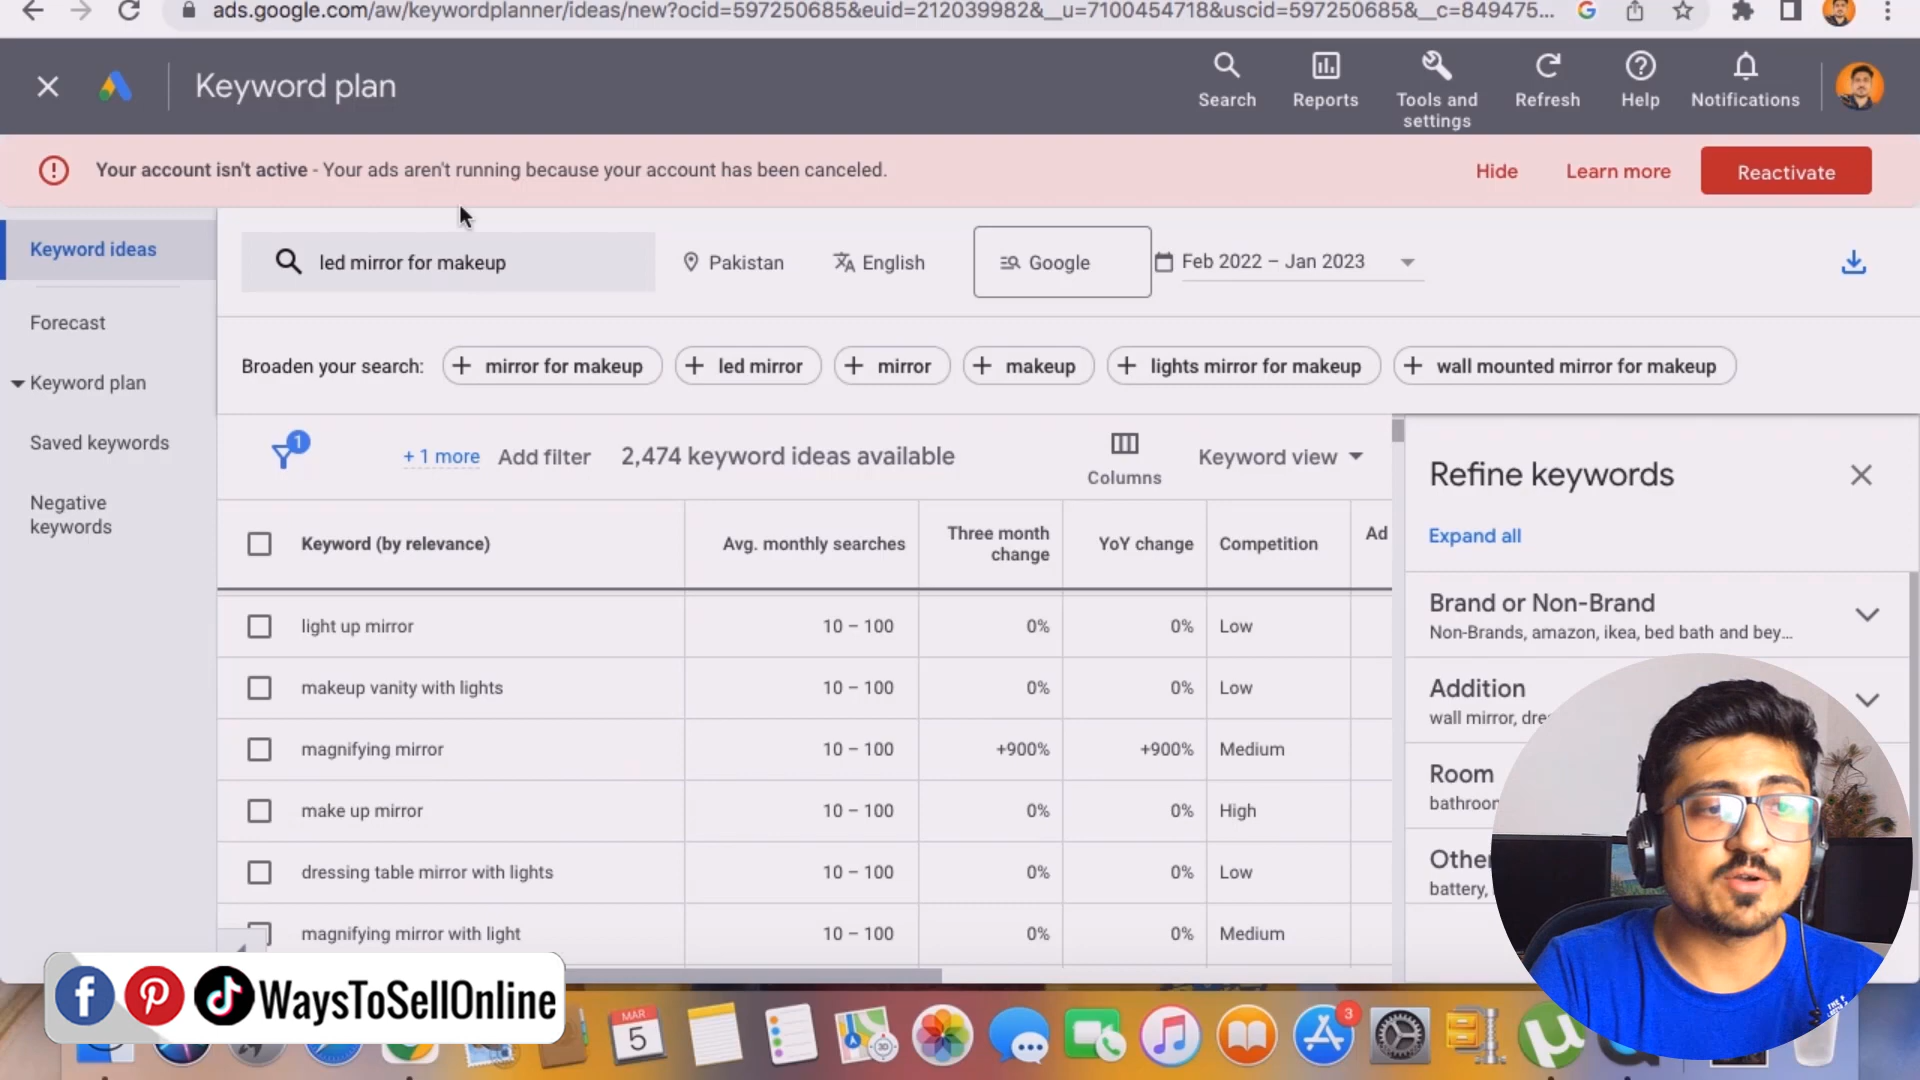 ads.google.com/aw/keywordplanner/ideas/new?ocid=597250685&euid=212039982&__u=7100454718&uscid=597250685&__c=849475...
Keyword plan
Search
Reports
Tools and
settings
Refresh
Help
Notifications
Your account isn't active - Your ads aren't running because your account has been canceled.
Hide
Learn more
Reactivate
Keyword ideas
Forecast
Keyword plan
Saved keywords
Negative
keywords
led mirror for makeup
Pakistan
English
Google
Feb 2022 – Jan 2023
Broaden your search:
mirror for makeup
led mirror
mirror
makeup
lights mirror for makeup
wall mounted mirror for makeup
1
+ 1 more
Add filter
2,474 keyword ideas available
Columns
Keyword view
Keyword (by relevance)
Avg. monthly searches
Three month
change
YoY change
Competition
Ad
light up mirror 10 – 100 0% 0% Low
makeup vanity with lights 10 – 100 0% 0% Low
magnifying mirror 10 – 100 +900% +900% Medium
make up mirror 10 – 100 0% 0% High
dressing table mirror with lights 10 – 100 0% 0% Low
magnifying mirror with light 10 – 100 0% 0% Medium
Refine keywords
Expand all
Brand or Non-Brand
Non-Brands, amazon, ikea, bed bath and bey...
Addition
wall mirror, dre
Room
bathroom
Othe
battery,
WaysToSellOnline
MAR
5
3D
3